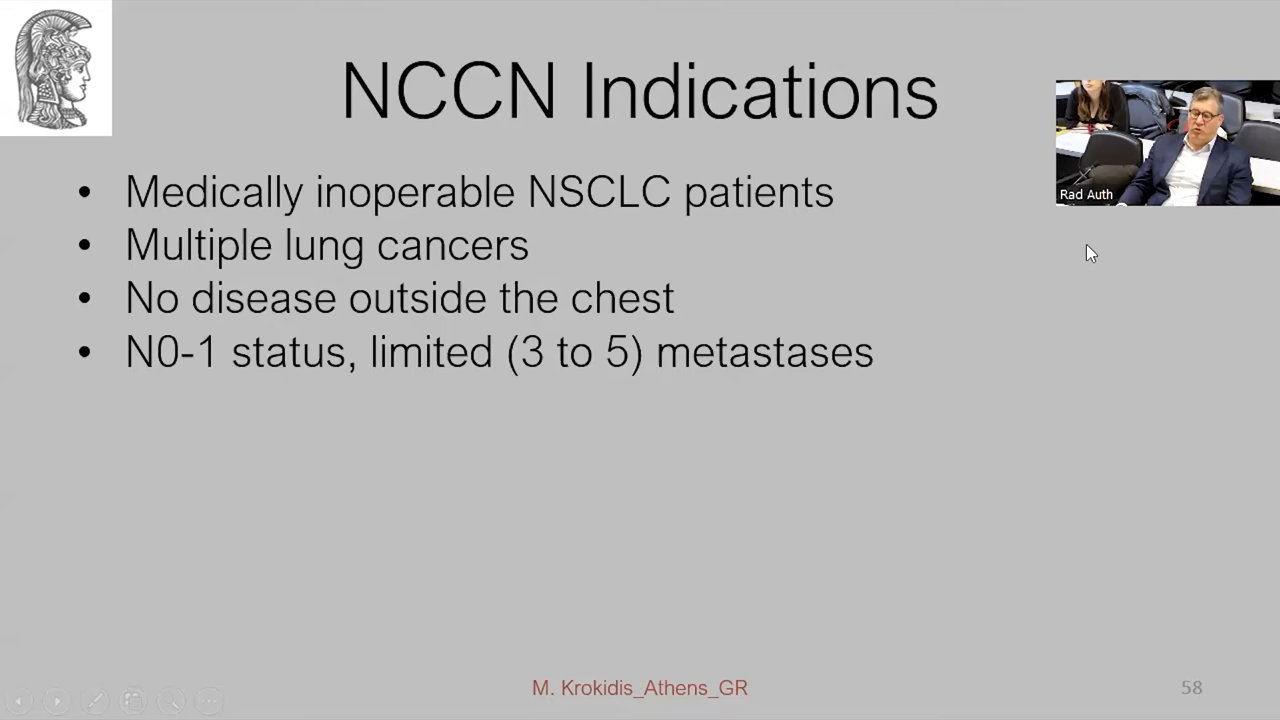 NCCN Indications
• Medically inoperable NSCLC patients
• Multiple lung cancers
• No disease outside the chest
• N0-1 status, limited (3 to 5) metastases
Rad Auth
M. Krokidis_Athens_GR
58